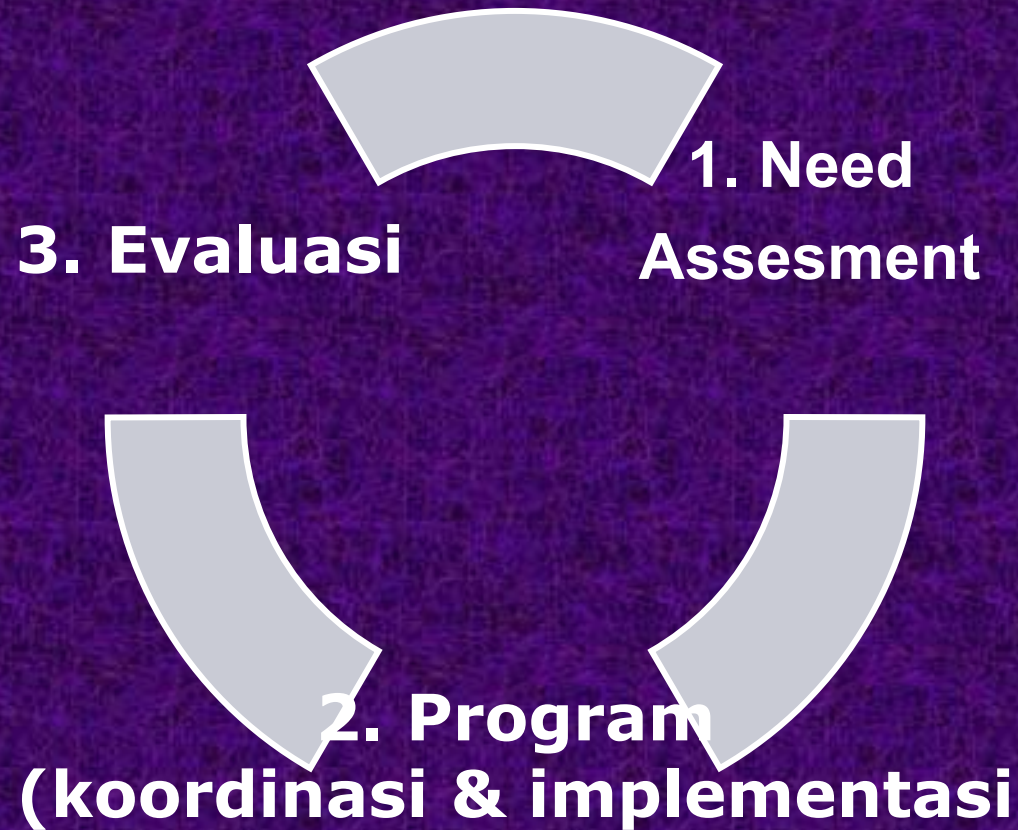 1. Need
Assesment
3. Evaluasi
2. Program
(koordinasi & implementasi